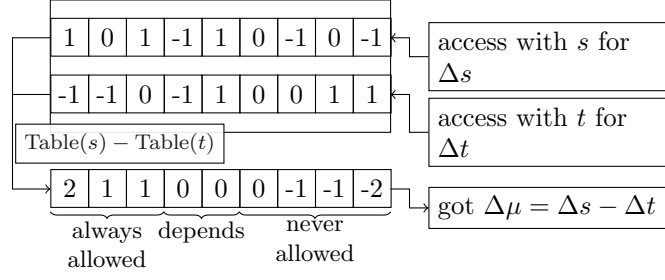 1 0 1 -1 1 0 -1 0 -1
access with s for
Δs
-1 -1 0 -1 1 0 0 1 1
access with t for
Δt
Table(s) − Table(t)
2 1 1 0 0 0 -1 -1 -2
got Δμ = Δs − Δt
always
allowed
depends
never
allowed